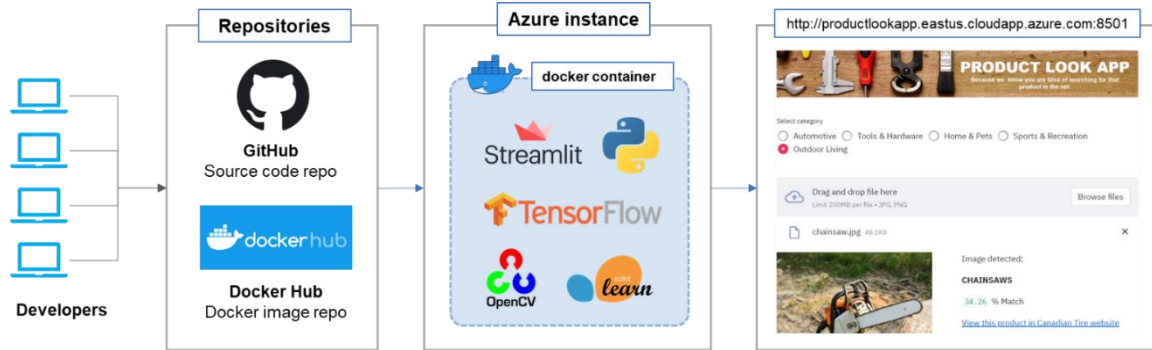 Developers
Repositories
GitHub
Source code repo
dockerhub
Docker Hub
Docker image repo
Azure instance
docker container
Streamlit
TensorFlow
OpenCV
scikit
learn
http://productlookapp.eastus.cloudapp.azure.com:8501
PRODUCT LOOK APP
Because we know you are tired of searching for that
product in the net.
Select category
Automotive Tools & Hardware Home & Pets Sports & Recreation
Outdoor Living
Drag and drop file here
Limit 200MB per file • JPG, PNG
Browse files
chainsaw.jpg 49.1KB
Image detected:
CHAINSAWS
34.26 % Match
View this product in Canadian Tire website